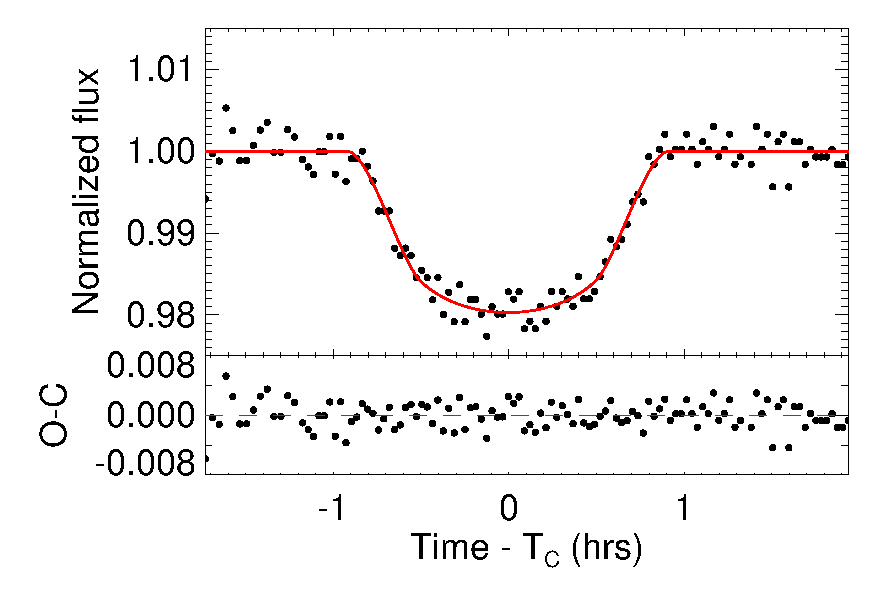 Normalized flux
1.01
1.00
0.99
0.98
O-C
0.008
0.000
-0.008
-1 0 1
Time - T_C (hrs)